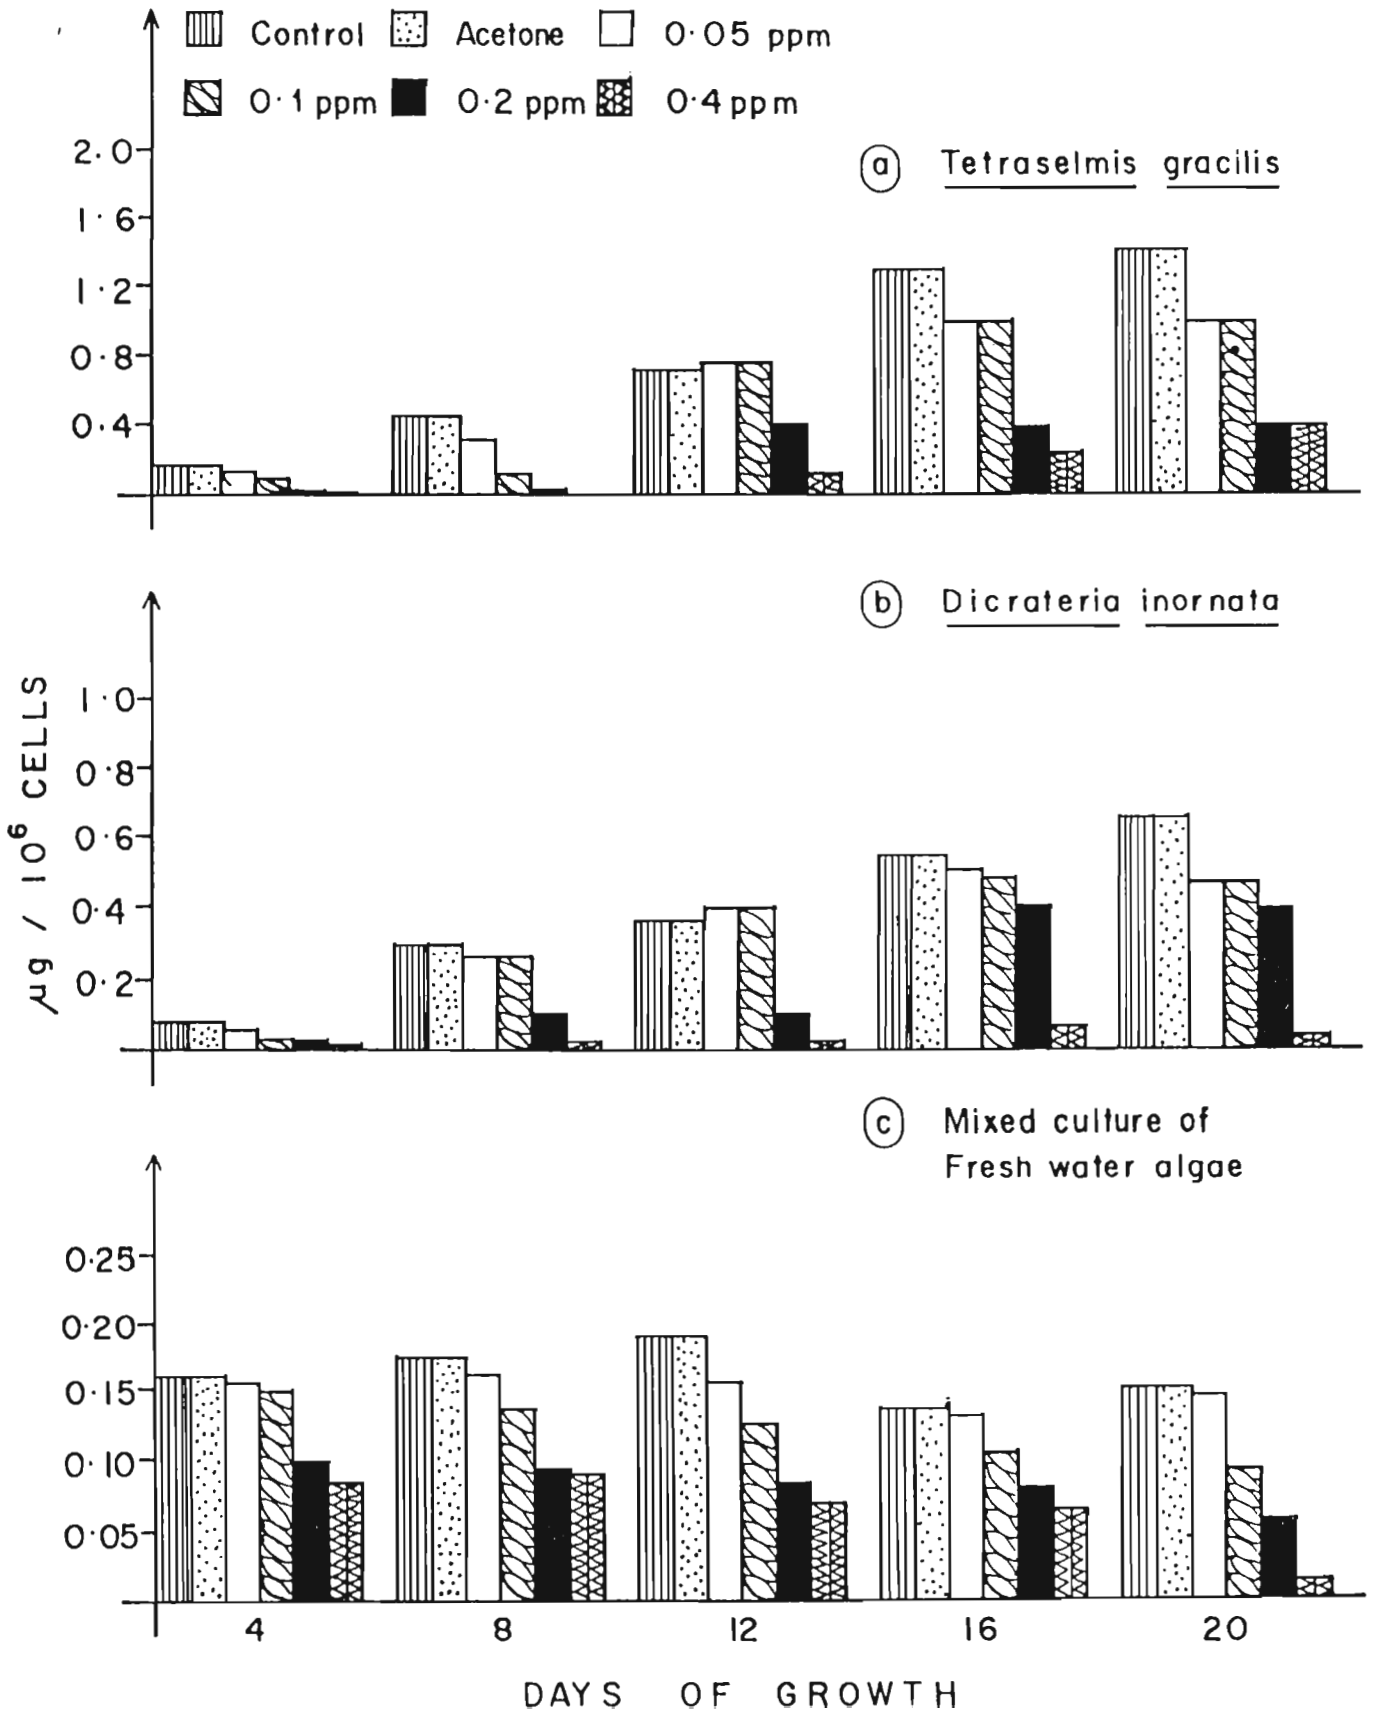 Control Acetone 0.05 ppm
0.1 ppm 0.2 ppm 0.4 ppm
a Tetraselmis gracilis
2.0
1.6
1.2
0.8
0.4
b Dicrateria inornata
1.0
0.8
0.6
0.4
0.2
µg / 10⁶ CELLS
c Mixed culture of
Fresh water algae
0.25
0.20
0.15
0.10
0.05
4 8 12 16 20
DAYS OF GROWTH